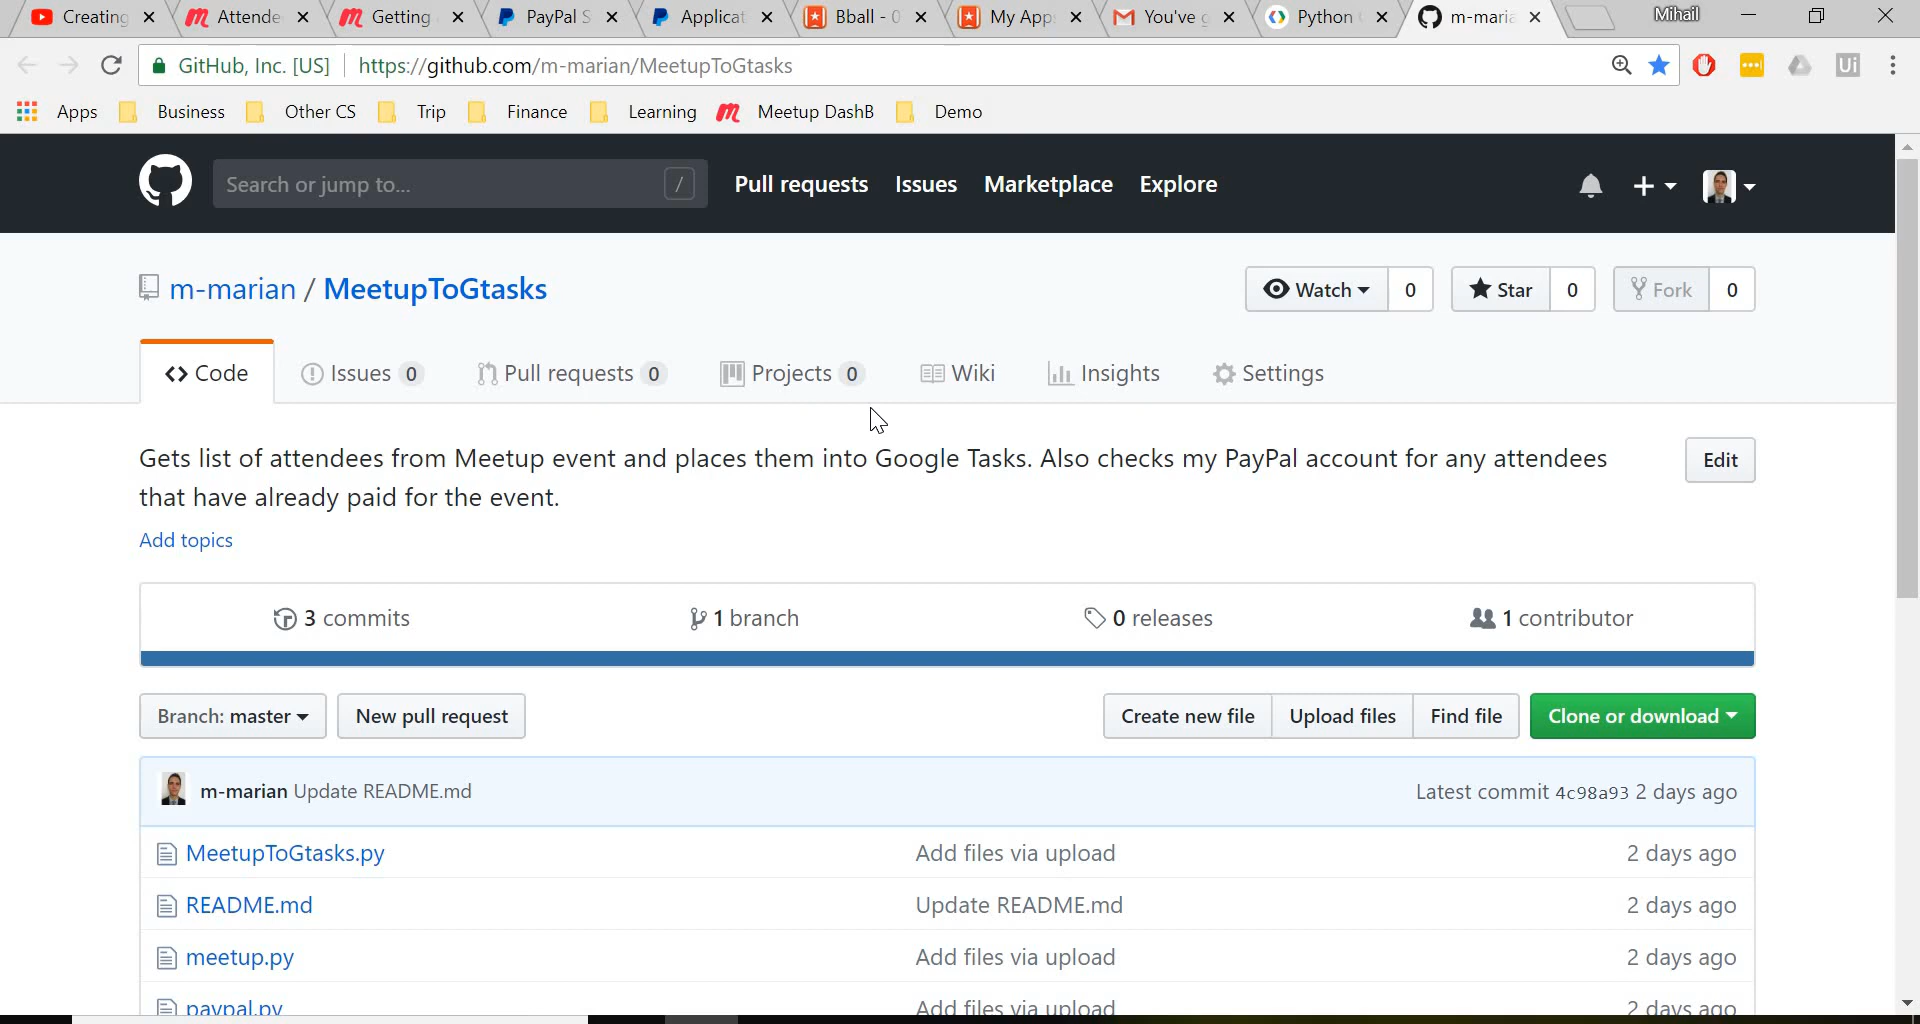 Creating
Attende
Getting
PayPal S
Applicat
Bball - 0
My App
You've g
Python
m-maria
Mihail
GitHub, Inc. [US]
https://github.com/m-marian/MeetupToGtasks
Ui
Apps
Business
Other CS
Trip
Finance
Learning
Meetup DashB
Demo
Search or jump to...
/
Pull requests
Issues
Marketplace
Explore
m-marian / MeetupToGtasks
Watch 0
Star 0
Fork 0
Code
Issues 0
Pull requests 0
Projects 0
Wiki
Insights
Settings
Gets list of attendees from Meetup event and places them into Google Tasks. Also checks my PayPal account for any attendees
that have already paid for the event.
Edit
Add topics
3 commits
1 branch
0 releases
1 contributor
Branch: master
New pull request
Create new file
Upload files
Find file
Clone or download
m-marian Update README.md
Latest commit 4c98a93 2 days ago
MeetupToGtasks.py
Add files via upload
2 days ago
README.md
Update README.md
2 days ago
meetup.py
Add files via upload
2 days ago
paypal.py
Add files via upload
2 days ago